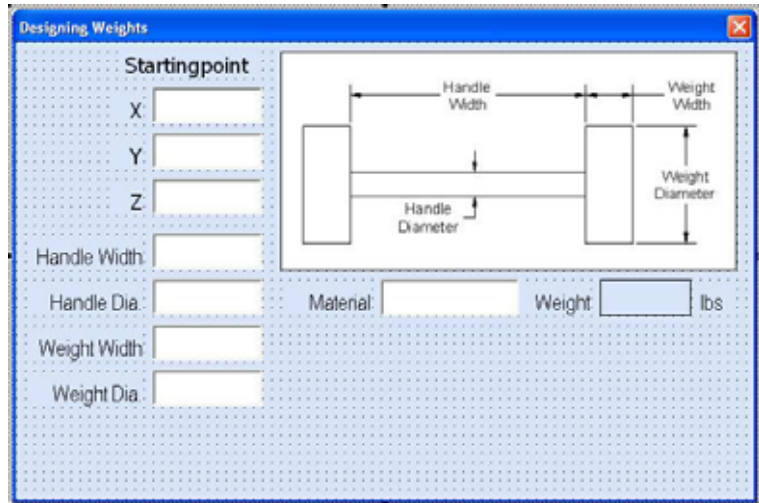 Designing Weights
Startingpoint
X:
Y:
Z:
Handle Width:
Handle Dia.:
Weight Width:
Weight Dia.:
Handle
Width
Weight
Width
Weight
Diameter
Handle
Diameter
Material:
Weight:
lbs